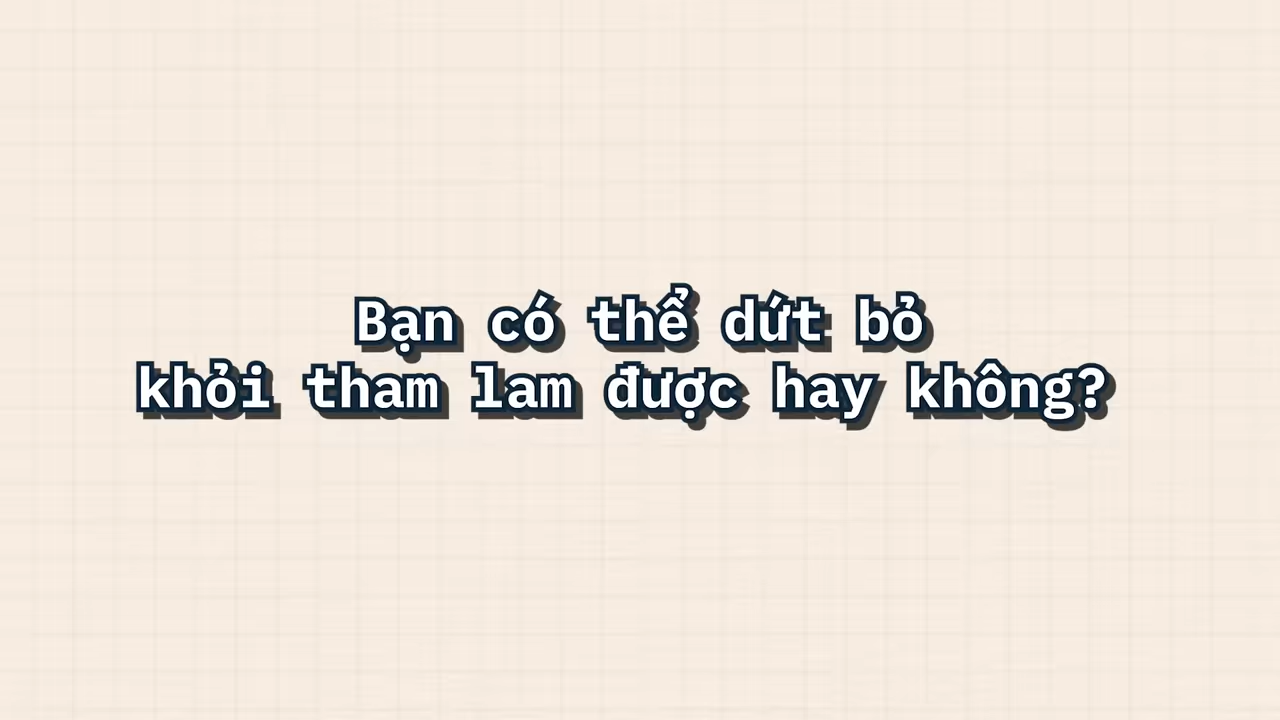 Bạn có thể dứt bỏ
khỏi tham lam được hay không?